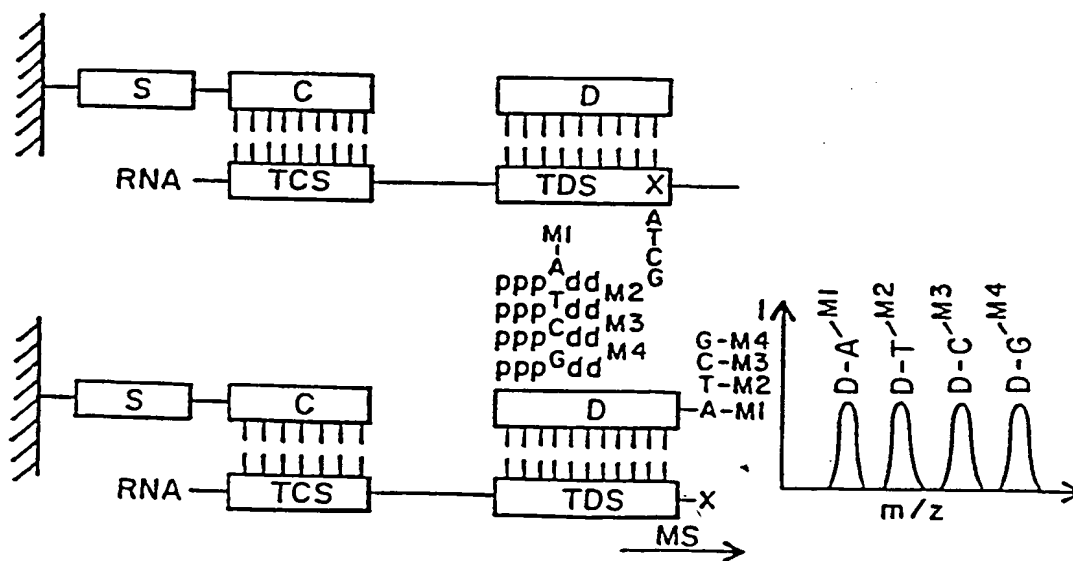 S C D
RNA TCS TDS X
A
T
C
G
M1
A
pppAdd
pppTdd M2
pppCdd M3
pppGdd M4
G-M4
C-M3
T-M2
S C D A-M1
RNA TCS TDS X
MS
I
D-A-M1 D-T-M2 D-C-M3 D-G-M4
m/z